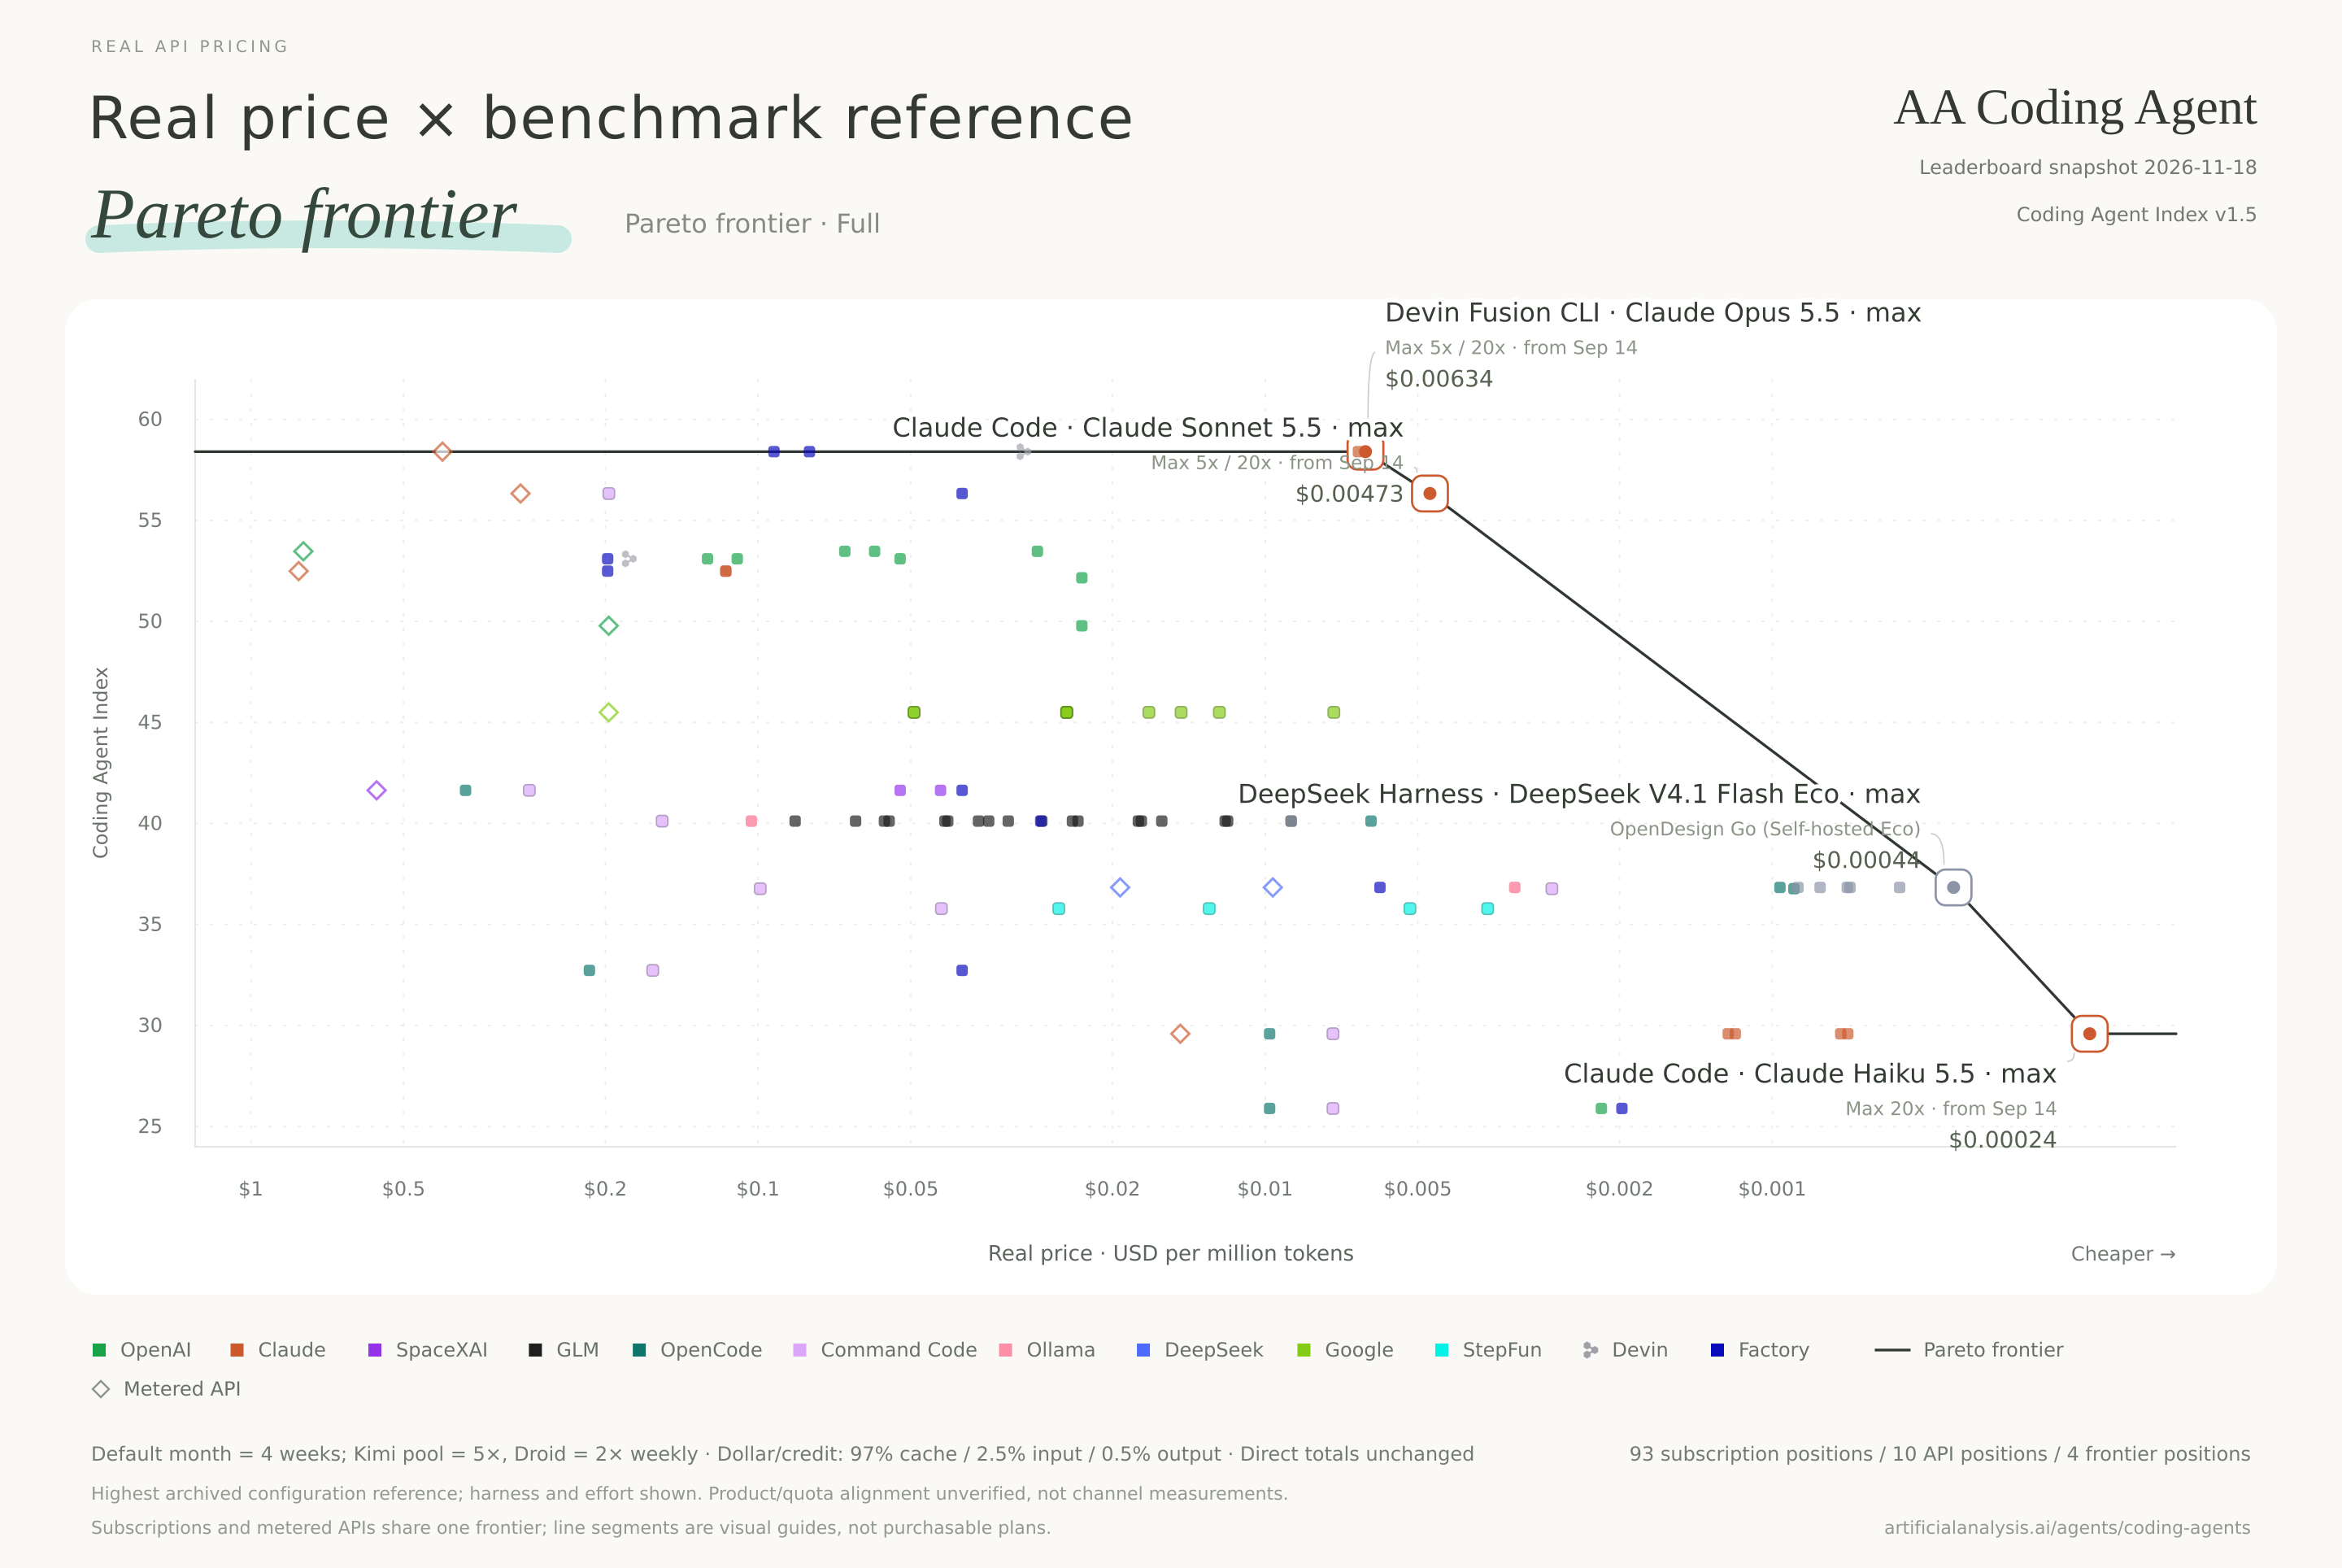 REAL API PRICING
Real price × benchmark reference
AA Coding Agent
Leaderboard snapshot 2026-11-18
Pareto frontier
Pareto frontier · Full
Coding Agent Index v1.5
Devin Fusion CLI · Claude Opus 5.5 · max
Max 5x / 20x · from Sep 14
$0.00634
Claude Code · Claude Sonnet 5.5 · max
Max 5x / 20x · from Sep 14
$0.00473
60
55
50
45
40
35
30
25
Coding Agent Index
DeepSeek Harness · DeepSeek V4.1 Flash Eco · max
OpenDesign Go (Self-hosted Eco)
$0.00044
Claude Code · Claude Haiku 5.5 · max
Max 20x · from Sep 14
$0.00024
$1 $0.5 $0.2 $0.1 $0.05 $0.02 $0.01 $0.005 $0.002 $0.001
Real price · USD per million tokens
Cheaper →
OpenAI Claude SpaceXAI GLM OpenCode Command Code Ollama DeepSeek Google StepFun Devin Factory Pareto frontier
Metered API
Default month = 4 weeks; Kimi pool = 5×, Droid = 2× weekly · Dollar/credit: 97% cache / 2.5% input / 0.5% output · Direct totals unchanged
93 subscription positions / 10 API positions / 4 frontier positions
Highest archived configuration reference; harness and effort shown. Product/quota alignment unverified, not channel measurements.
Subscriptions and metered APIs share one frontier; line segments are visual guides, not purchasable plans.
artificialanalysis.ai/agents/coding-agents